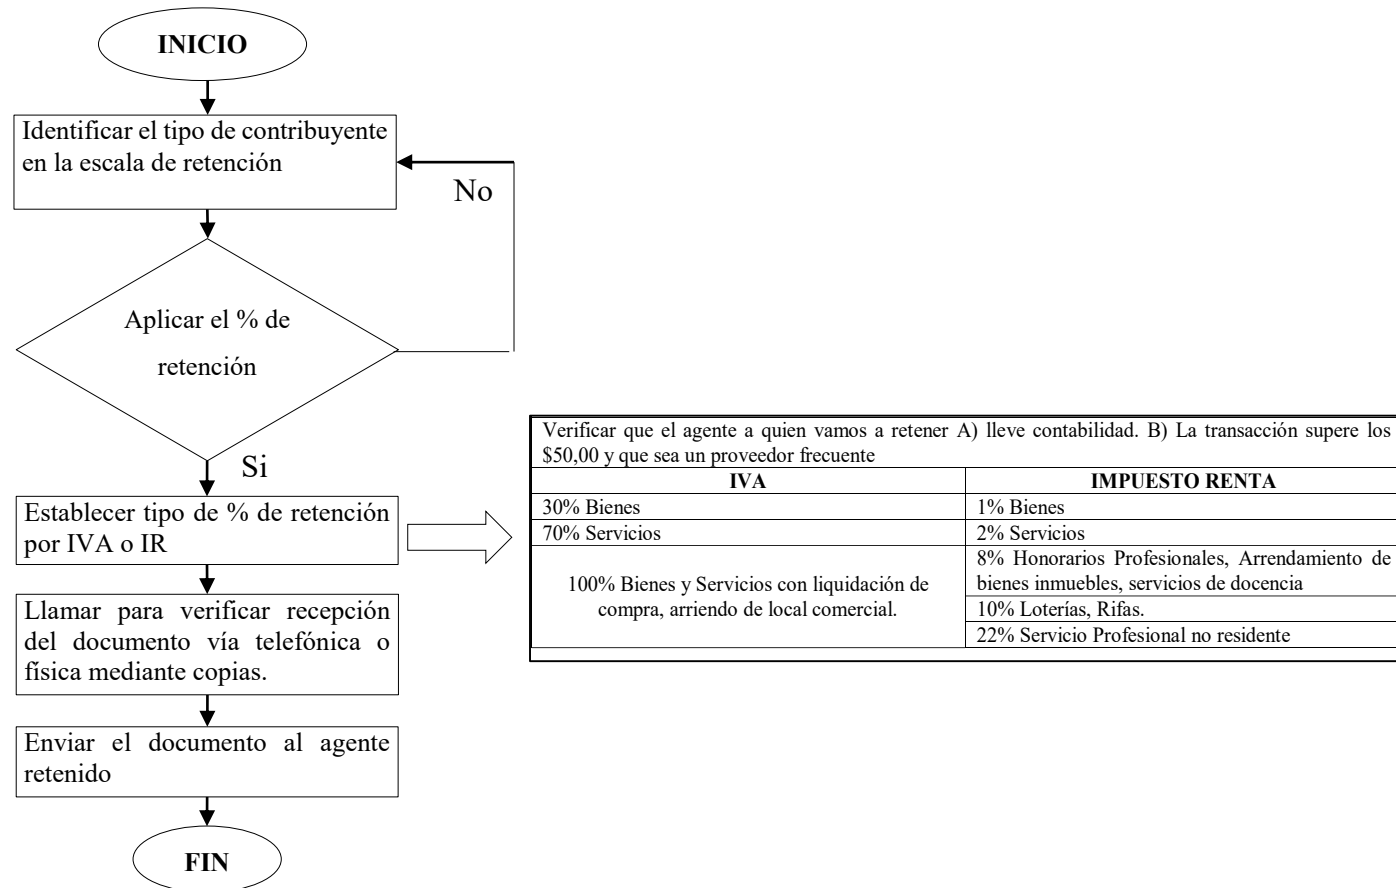 INICIO
Identificar el tipo de contribuyente
en la escala de retención
No
Aplicar el % de
retención
Si
Establecer tipo de % de retención
por IVA o IR
Llamar para verificar recepción
del documento vía telefónica o
física mediante copias.
Enviar el documento al agente
retenido
FIN
Verificar que el agente a quien vamos a retener A) lleve contabilidad. B) La transacción supere los
$50,00 y que sea un proveedor frecuente
IVA
IMPUESTO RENTA
30% Bienes
1% Bienes
70% Servicios
2% Servicios
100% Bienes y Servicios con liquidación de
compra, arriendo de local comercial.
8% Honorarios Profesionales, Arrendamiento de
bienes inmuebles, servicios de docencia
10% Loterías, Rifas.
22% Servicio Profesional no residente